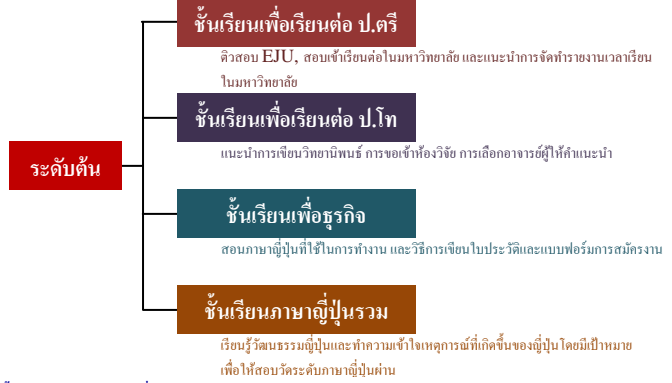 ชั้นเรียนเพื่อเรียนต่อ ป.ตรี
ติวสอบ EJU, สอบเข้าเรียนต่อในมหาวิทยาลัย และแนะนำการจัดทำรายงานเวลาเรียน
ในมหาวิทยาลัย
ชั้นเรียนเพื่อเรียนต่อ ป.โท
แนะนำการเขียนวิทยานิพนธ์ การขอเข้าห้องวิจัย การเลือกอาจารย์ผู้ให้คำแนะนำ
ระดับต้น
ชั้นเรียนเพื่อธุรกิจ
สอนภาษาญี่ปุ่นที่ใช้ในการทำงาน และวิธีการเขียนใบประวัติและแบบฟอร์มการสมัครงาน
ชั้นเรียนภาษาญี่ปุ่นรวม
เรียนรู้วัฒนธรรมญี่ปุ่นและทำความเข้าใจเหตุการณ์ที่เกิดขึ้นของญี่ปุ่น โดยมีเป้าหมาย
เพื่อให้สอบวัดระดับภาษาญี่ปุ่นผ่าน